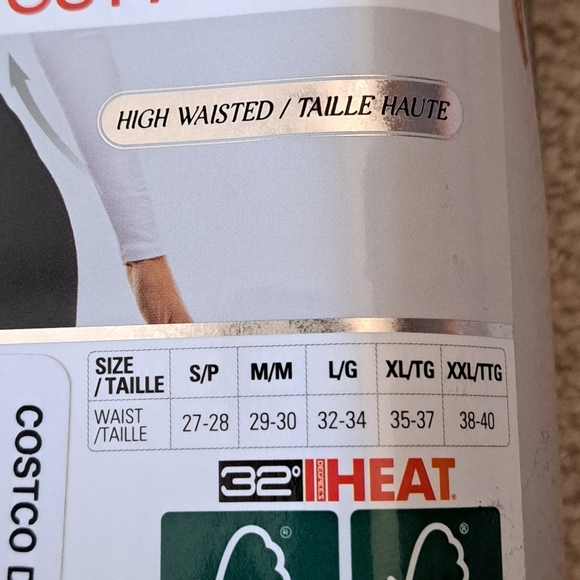 HIGH WAISTED / TAILLE HAUTE
SIZE /TAILLE S/P M/M L/G XL/TG XXL/TTG
WAIST /TAILLE 27-28 29-30 32-34 35-37 38-40
32° DEGREES HEAT
COSTCO
®
®